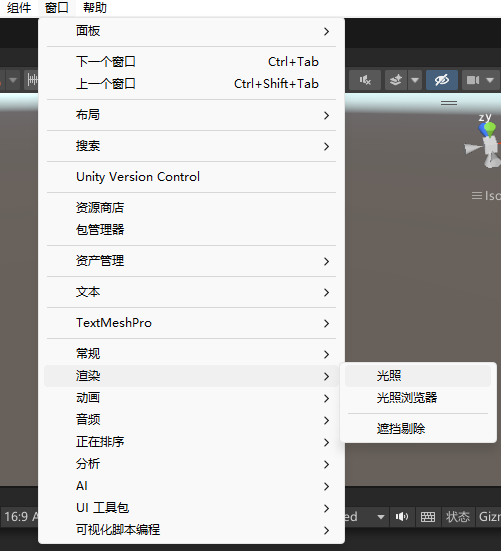 组件 窗口 帮助
面板
下一个窗口 Ctrl+Tab
上一个窗口 Ctrl+Shift+Tab
布局
搜索
Unity Version Control
资源商店
包管理器
资产管理
文本
TextMeshPro
常规
渲染
光照
动画
光照浏览器
音频
遮挡剔除
正在排序
分析
AI
UI 工具包
可视化脚本编程
zy
Iso
16:9 A
ed
状态
Gizn